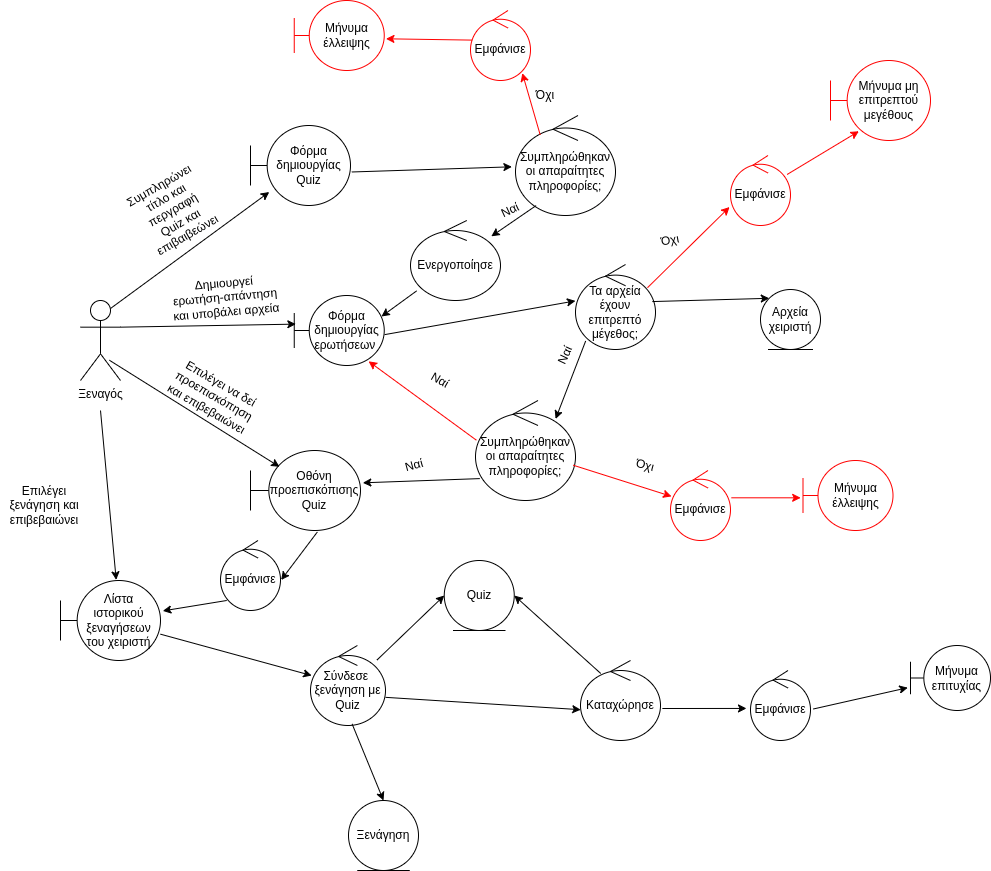 Μήνυμα
έλλειψης
Εμφάνισε
Όχι
Μήνυμα μη
επιτρεπτού
μεγέθους
Φόρμα
δημιουργίας
Quiz
Συμπληρώθηκαν
οι απαραίτητες
πληροφορίες;
Συμπληρώνει
τίτλο και
περγραφή
Quiz και
επιβαιβεώνει
Εμφάνισε
Ναί
Όχι
Ενεργοποίησε
Δημιουργεί
ερωτήση-απάντηση
και υποβάλει αρχεία
Φόρμα
δημιουργίας
ερωτήσεων
Τα αρχεία
έχουν
επιτρεπτό
μέγεθος;
Αρχεία
χειριστή
Ξεναγός
Ναί
Ναί
Επιλέγει να δεί
προεπισκόπηση
και επιβεβαιώνει
Συμπληρώθηκαν
οι απαραίτητες
πληροφορίες;
Ναί
Όχι
Οθόνη
προεπισκόπισης
Quiz
Εμφάνισε
Μήνυμα
έλλειψης
Επιλέγει
ξενάγηση και
επιβεβαιώνει
Εμφάνισε
Λίστα
ιστορικού
ξεναγήσεων
του χειριστή
Quiz
Σύνδεσε
ξενάγηση με
Quiz
Καταχώρησε
Εμφάνισε
Μήνυμα
επιτυχίας
Ξενάγηση